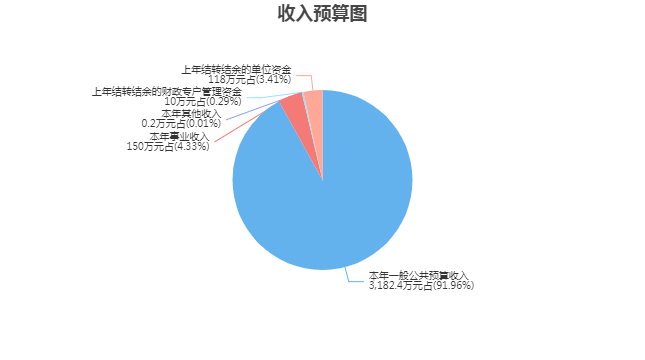 收入预算图
上年结转结余的单位资金
118万元占(3.41%)
上年结转结余的财政专户管理资金
10万元占(0.29%)
本年其他收入
0.2万元占(0.01%)
本年事业收入
150万元占(4.33%)
本年一般公共预算收入
3,182.4万元占(91.96%)